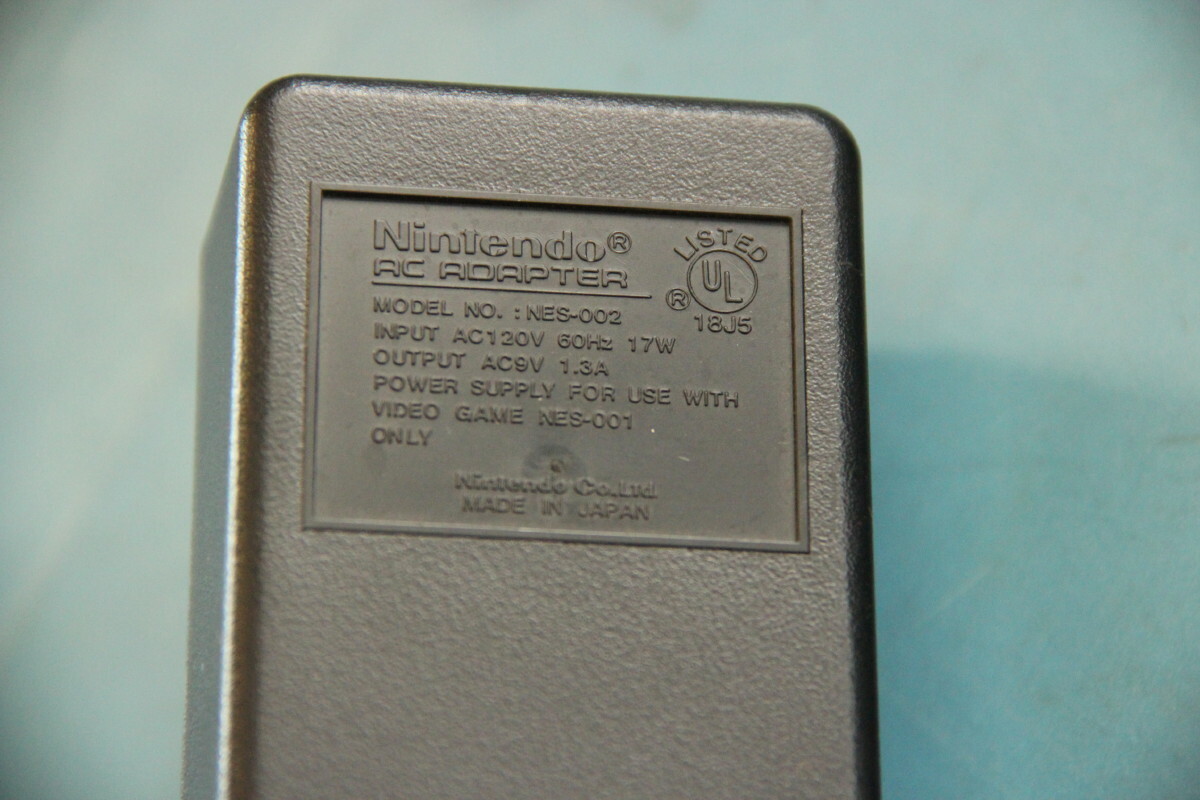 Nintendo®
AC ADAPTER
LISTED
UL
®
18J5
MODEL NO. : NES-002
INPUT AC120V 60Hz 17W
OUTPUT AC9V 1.3A
POWER SUPPLY FOR USE WITH
VIDEO GAME NES-001
ONLY
Nintendo Co.,Ltd.
MADE IN JAPAN